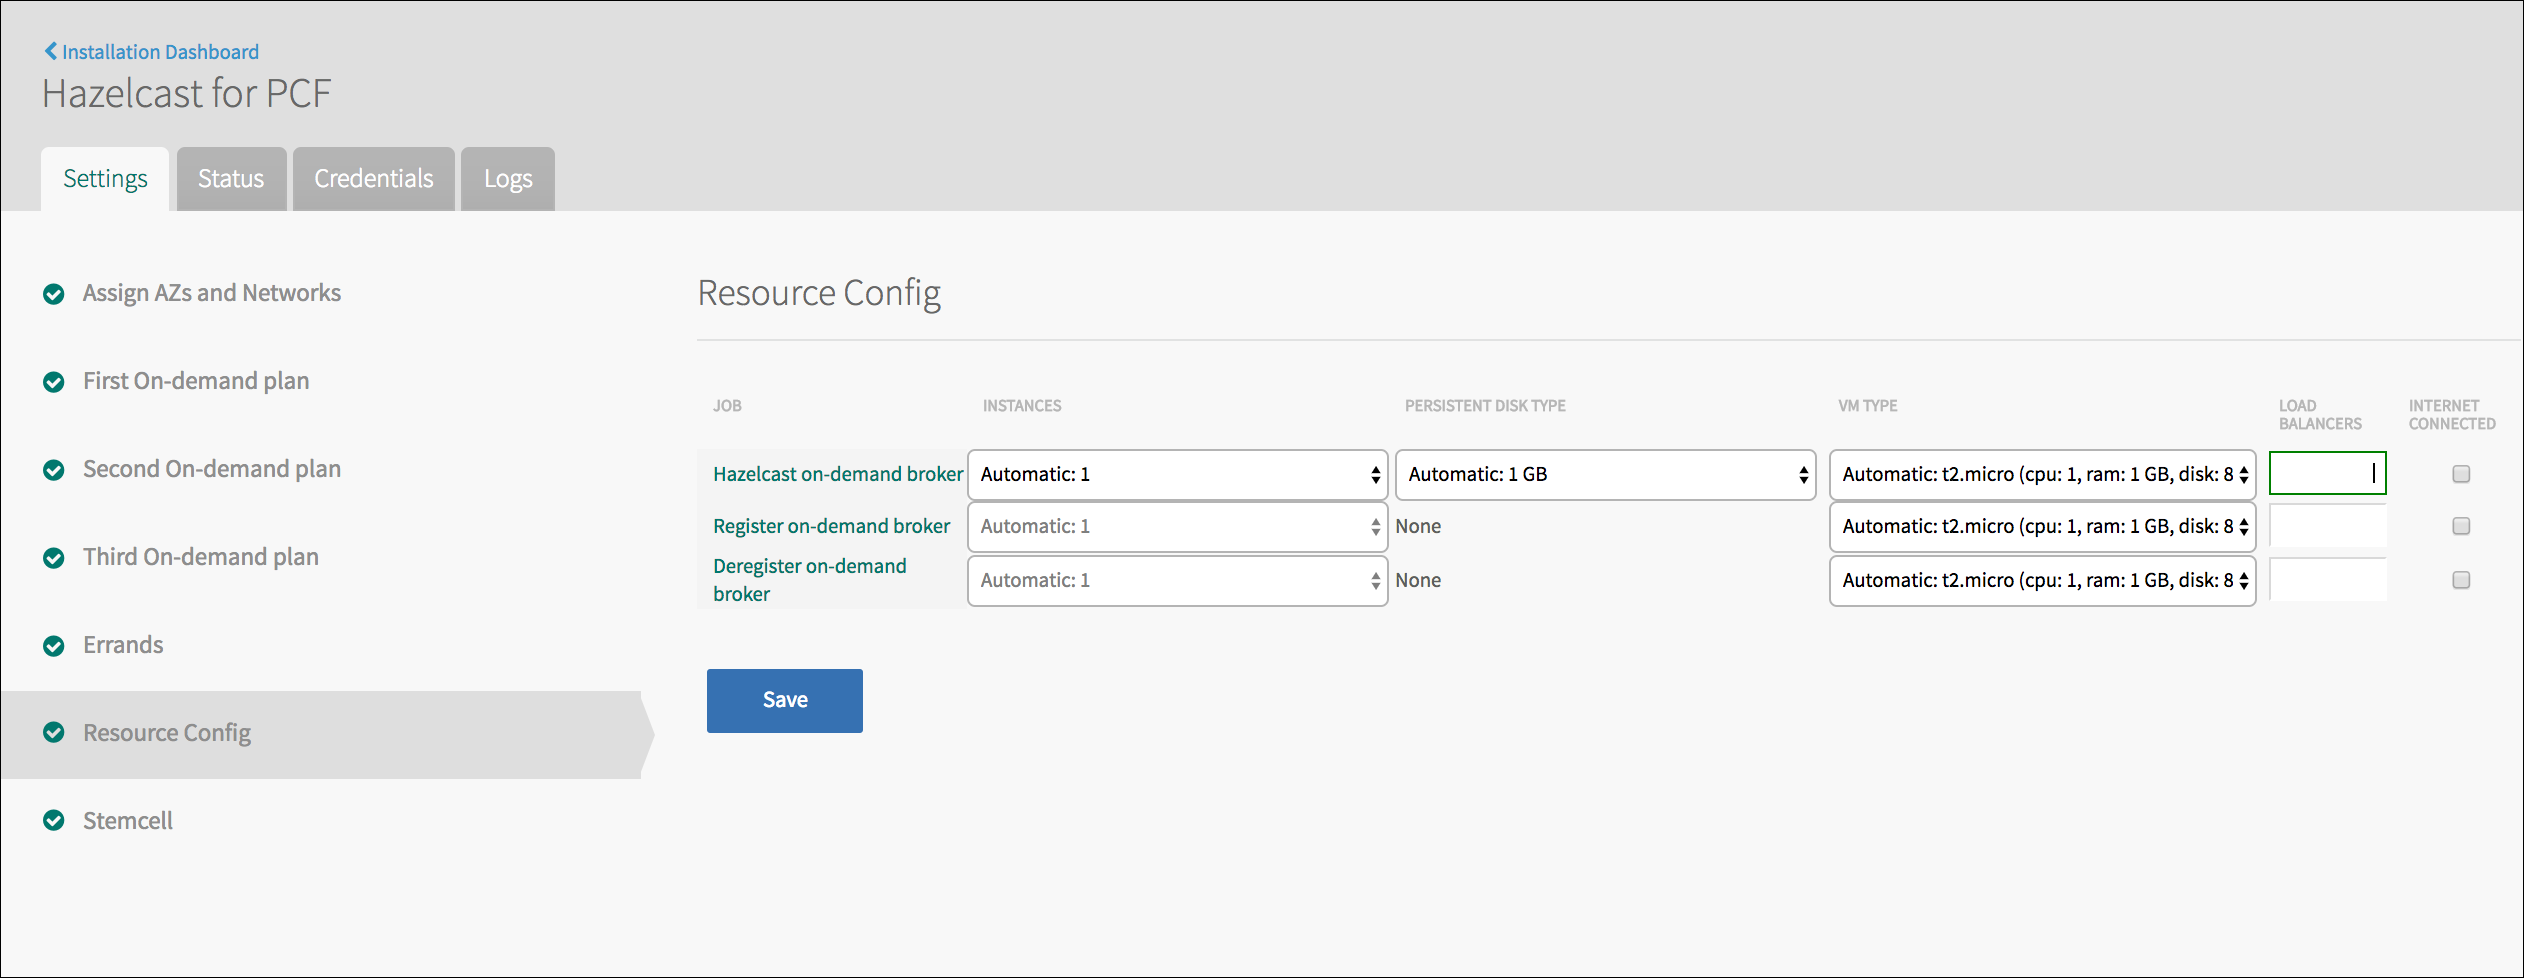 Installation Dashboard
Hazelcast for PCF
Settings
Status
Credentials
Logs
Assign AZs and Networks
First On-demand plan
Second On-demand plan
Third On-demand plan
Errands
Resource Config
Stemcell
Resource Config
JOB
INSTANCES
PERSISTENT DISK TYPE
VM TYPE
LOAD
BALANCERS
INTERNET
CONNECTED
Hazelcast on-demand broker
Automatic: 1
Automatic: 1 GB
Automatic: t2.micro (cpu: 1, ram: 1 GB, disk: 8
Register on-demand broker
Automatic: 1
None
Automatic: t2.micro (cpu: 1, ram: 1 GB, disk: 8
Deregister on-demand
broker
Automatic: 1
None
Automatic: t2.micro (cpu: 1, ram: 1 GB, disk: 8
Save